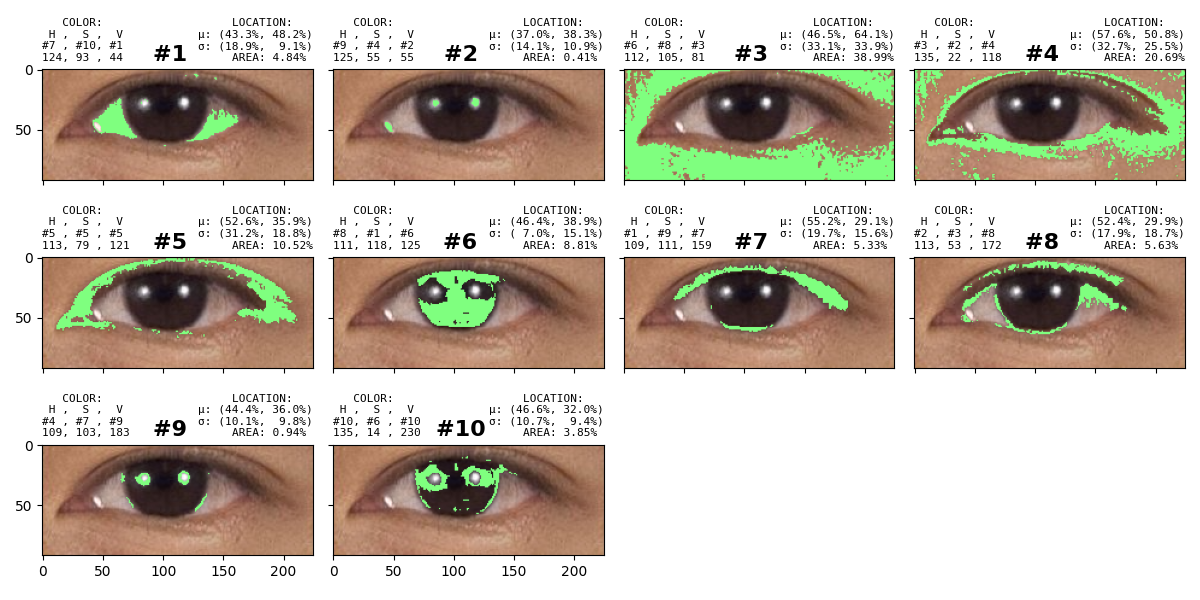 COLOR: LOCATION: COLOR: LOCATION: COLOR: LOCATION: COLOR: LOCATION:
H , S , V μ: (43.3%, 48.2%) H , S , V μ: (37.0%, 38.3%) H , S , V μ: (46.5%, 64.1%) H , S , V μ: (57.6%, 50.8%)
#7 , #10, #1 #1 σ: (18.9%, 9.1%) #9 , #4 , #2 #2 σ: (14.1%, 10.9%) #6 , #8 , #3 #3 σ: (33.1%, 33.9%) #3 , #2 , #4 #4 σ: (32.7%, 25.5%)
124, 93 , 44 AREA: 4.84% 125, 55 , 55 AREA: 0.41% 112, 105, 81 AREA: 38.99% 135, 22 , 118 AREA: 20.69%
0
50
COLOR: LOCATION: COLOR: LOCATION: COLOR: LOCATION: COLOR: LOCATION:
H , S , V μ: (52.6%, 35.9%) H , S , V μ: (46.4%, 38.9%) H , S , V μ: (55.2%, 29.1%) H , S , V μ: (52.4%, 29.9%)
#5 , #5 , #5 #5 σ: (31.2%, 18.8%) #8 , #1 , #6 #6 σ: ( 7.0%, 15.1%) #1 , #9 , #7 #7 σ: (19.7%, 15.6%) #2 , #3 , #8 #8 σ: (17.9%, 18.7%)
113, 79 , 121 AREA: 10.52% 111, 118, 125 AREA: 8.81% 109, 111, 159 AREA: 5.33% 113, 53 , 172 AREA: 5.63%
0
50
COLOR: LOCATION: COLOR: LOCATION:
H , S , V μ: (44.4%, 36.0%) H , S , V μ: (46.6%, 32.0%)
#4 , #7 , #9 #9 σ: (10.1%, 9.8%) #10, #6 , #10 #10 σ: (10.7%, 9.4%)
109, 103, 183 AREA: 0.94% 135, 14 , 230 AREA: 3.85%
0
50
0 50 100 150 200 0 50 100 150 200